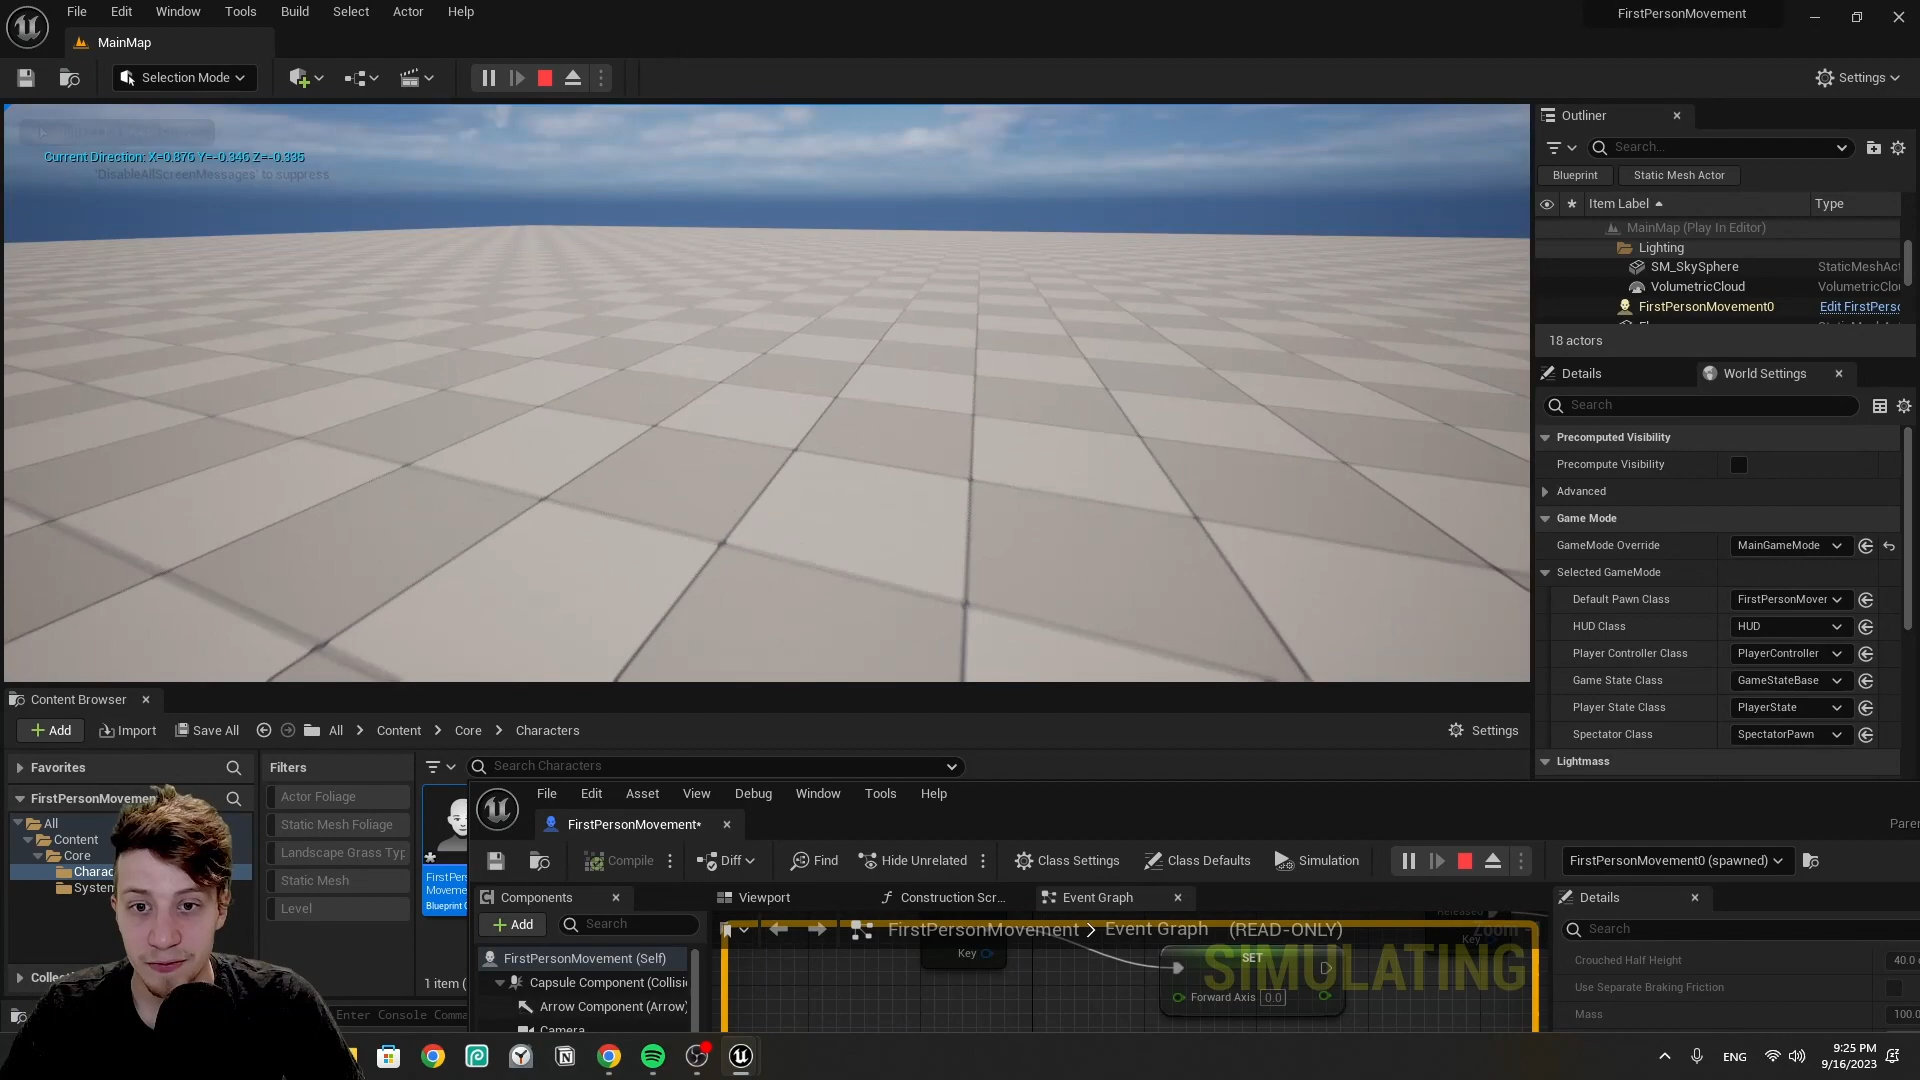 File Edit Window Tools Build Select Actor Help
FirstPersonMovement
MainMap
Selection Mode
Settings
Current Direction: X=0.876 Y=-0.346 Z=-0.335
'DisableAllScreenMessages' to suppress
Outliner
Search...
Blueprint Static Mesh Actor
Item Label Type
MainMap (Play In Editor)
Lighting
SM_SkySphere StaticMeshAct
VolumetricCloud VolumetricClou
FirstPersonMovement0 Edit FirstPerso
18 actors
Details World Settings
Search
Precomputed Visibility
Precompute Visibility
Advanced
Game Mode
GameMode Override MainGameMode
Selected GameMode
Default Pawn Class FirstPersonMover
HUD Class HUD
Player Controller Class PlayerController
Game State Class GameStateBase
Player State Class PlayerState
Spectator Class SpectatorPawn
Lightmass
Content Browser
Add Import Save All All Content Core Characters Settings
Favorites
Filters
Search Characters
FirstPersonMovemen
All
Content
Core
Charac
System
Collec
Actor Foliage
Static Mesh Foliage
Landscape Grass Typ
Static Mesh
Level
FirstPers
Moveme
Blueprint C
1 item (
Enter Console Comma
File Edit Asset View Debug Window Tools Help
FirstPersonMovement*
Paren
Compile Diff Find Hide Unrelated Class Settings Class Defaults Simulation FirstPersonMovement0 (spawned)
Components
Add Search
FirstPersonMovement (Self)
Capsule Component (Collisio
Arrow Component (Arrow)
Camera
Viewport Construction Scr... Event Graph
FirstPersonMovement Event Graph (READ-ONLY) Zoom
Released
Key
Key
SET
Forward Axis 0.0
SIMULATING
Details
Search
Crouched Half Height 40.0
Use Separate Braking Friction
Mass 100.0
ENG
9:25 PM
9/16/2023